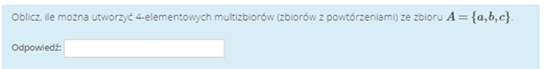 Oblicz, ile można utworzyć 4-elementowych multizbiorów (zbiorów z powtórzeniami) ze zbioru A = {a, b, c}.
Odpowiedź: